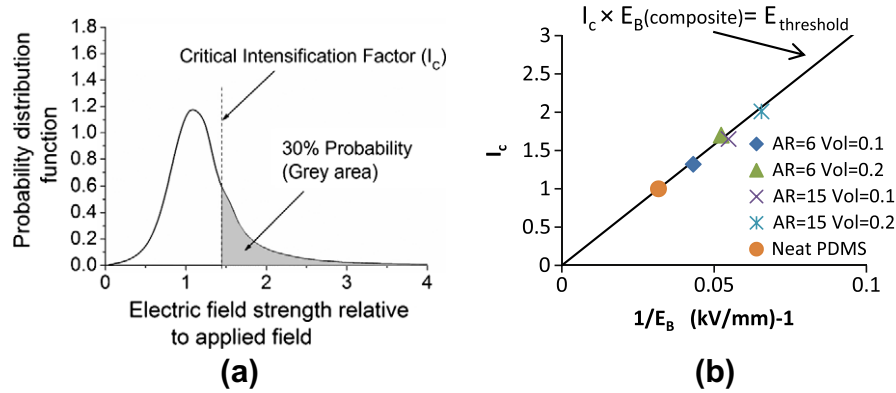 1.8
1.6
1.4
1.2
1.0
0.8
0.6
0.4
0.2
0.0
0
1
2
3
4
Probability distribution
function
Critical Intensification Factor (Ic)
30% Probability
(Grey area)
Electric field strength relative
to applied field
(a)
Ic × EB(composite)= Ethreshold
3
2.5
2
1.5
1
0.5
0
0
0.05
0.1
Ic
AR=6 Vol=0.1
AR=6 Vol=0.2
AR=15 Vol=0.1
AR=15 Vol=0.2
Neat PDMS
1/EB (kV/mm)-1
(b)